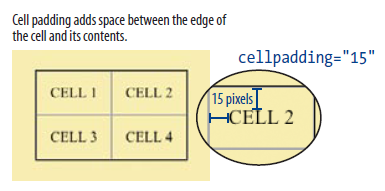 Cell padding adds space between the edge of
the cell and its contents.
cellpadding="15"
CELL 1 CELL 2
15 pixels
CELL 2
CELL 3 CELL 4